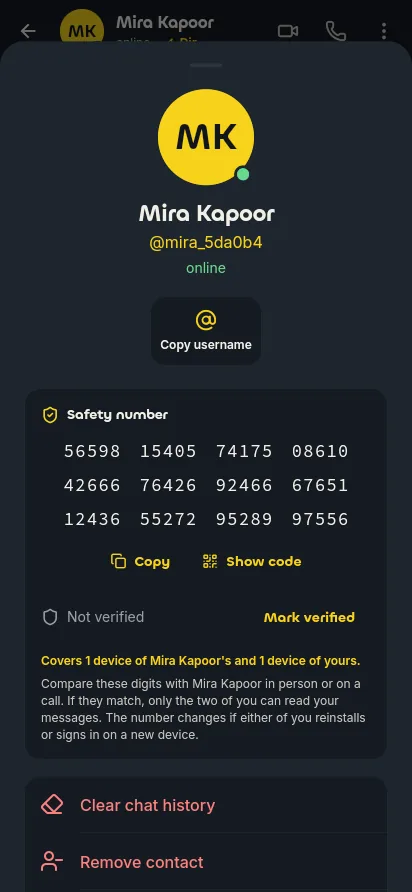 MK
Mira Kapoor
MK
Mira Kapoor
@mira_5da0b4
online
Copy username
Safety number
56598 15405 74175 08610
42666 76426 92466 67651
12436 55272 95289 97556
Copy
Show code
Not verified
Mark verified
Covers 1 device of Mira Kapoor's and 1 device of yours.
Compare these digits with Mira Kapoor in person or on a
call. If they match, only the two of you can read your
messages. The number changes if either of you reinstalls
or signs in on a new device.
Clear chat history
Remove contact